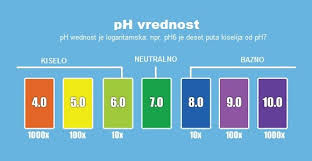 pH vrednost
pH wednost je logaritamska: npr. pH6 je deset puta kiselija od pH7
KISELO NEUTRALNO BAZNO
4.0 5.0 6.0 7.0 8.0 9.0 10.0
1000x 100x 10x 10x 100x 1000x